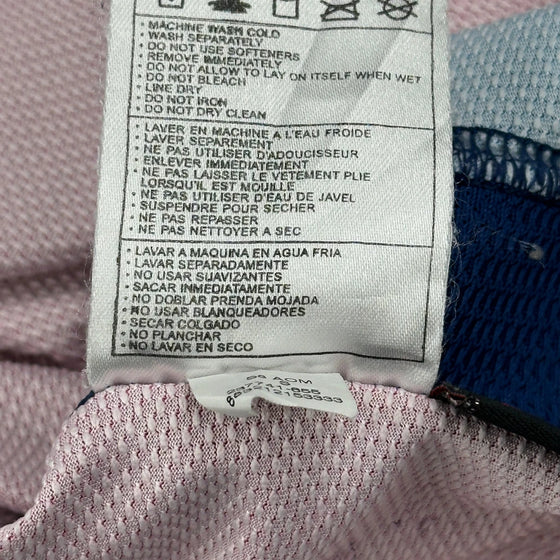 • MACHINE WASH COLD
• WASH SEPARATELY
• DO NOT USE SOFTENERS
• REMOVE IMMEDIATELY
• DO NOT ALLOW TO LAY ON ITSELF WHEN WET
• DO NOT BLEACH
• LINE DRY
• DO NOT IRON
• DO NOT DRY CLEAN
• LAVER EN MACHINE A L'EAU FROIDE
• LAVER SEPAREMENT
• NE PAS UTILISER D'ADOUCISSEUR
• ENLEVER IMMEDIATEMENT
• NE PAS LAISSER LE VETEMENT PLIE
LORSQU'IL EST MOUILLE
• NE PAS UTILISER D'EAU DE JAVEL
• SUSPENDRE POUR SECHER
• NE PAS REPASSER
• NE PAS NETTOYER A SEC
• LAVAR A MAQUINA EN AGUA FRIA
• LAVAR SEPARADAMENTE
• NO USAR SUAVIZANTES
• SACAR INMEDIATAMENTE
• NO DOBLAR PRENDA MOJADA
• NO USAR BLANQUEADORES
• SECAR COLGADO
• NO PLANCHAR
• NO LAVAR EN SECO